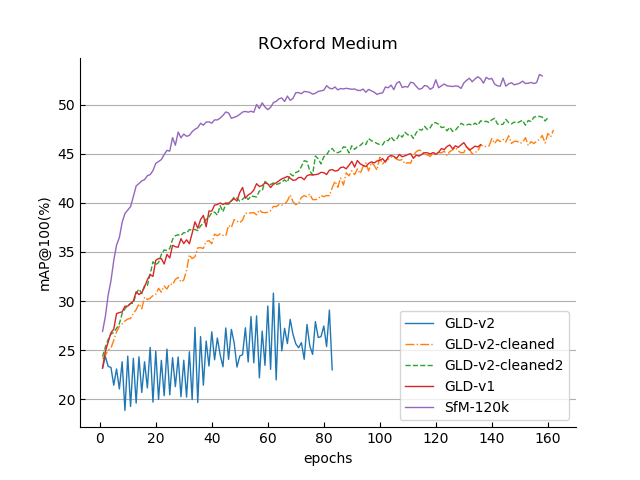 ROxford Medium
mAP@100(%)
50
45
40
35
30
25
20
0 20 40 60 80 100 120 140 160
epochs
GLD-v2
GLD-v2-cleaned
GLD-v2-cleaned2
GLD-v1
SfM-120k